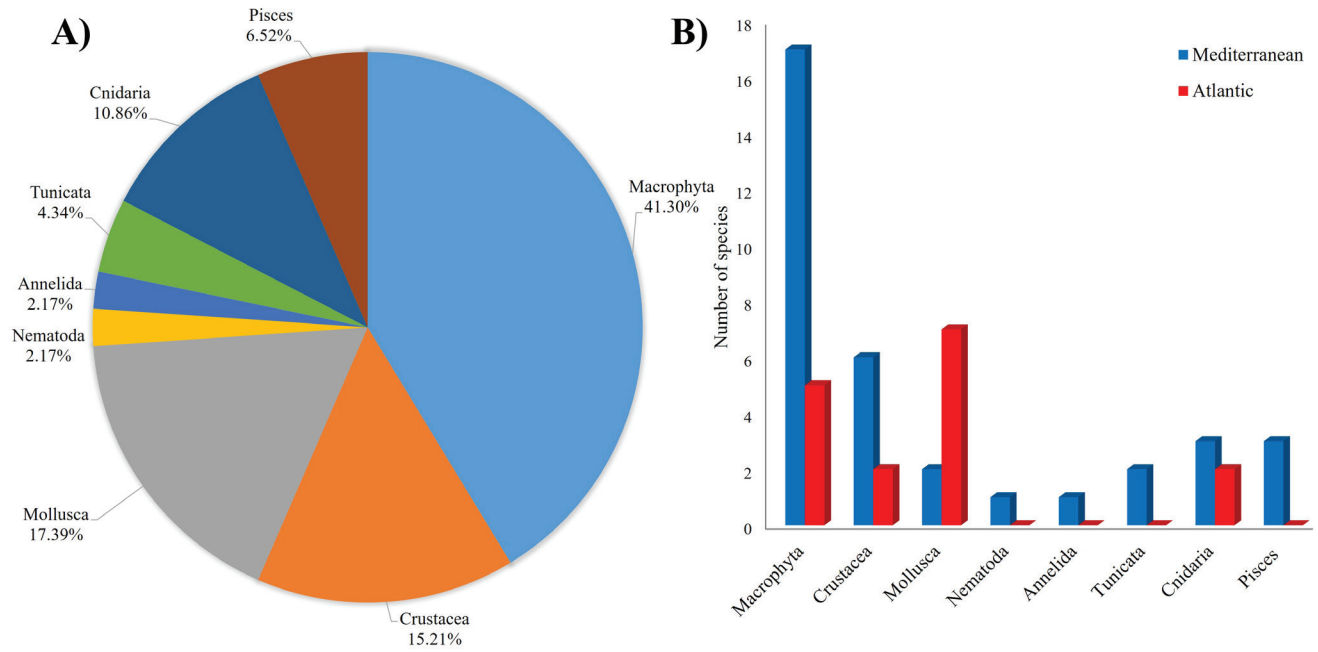 A)
Pisces
6.52%
Cnidaria
10.86%
Tunicata
4.34%
Annelida
2.17%
Nematoda
2.17%
Mollusca
17.39%
Crustacea
15.21%
Macrophyta
41.30%
B)
Mediterranean
Atlantic
Number of species
18
16
14
12
10
8
6
4
2
0
Macrophyta
Crustacea
Mollusca
Nematoda
Annelida
Tunicata
Cnidaria
Pisces